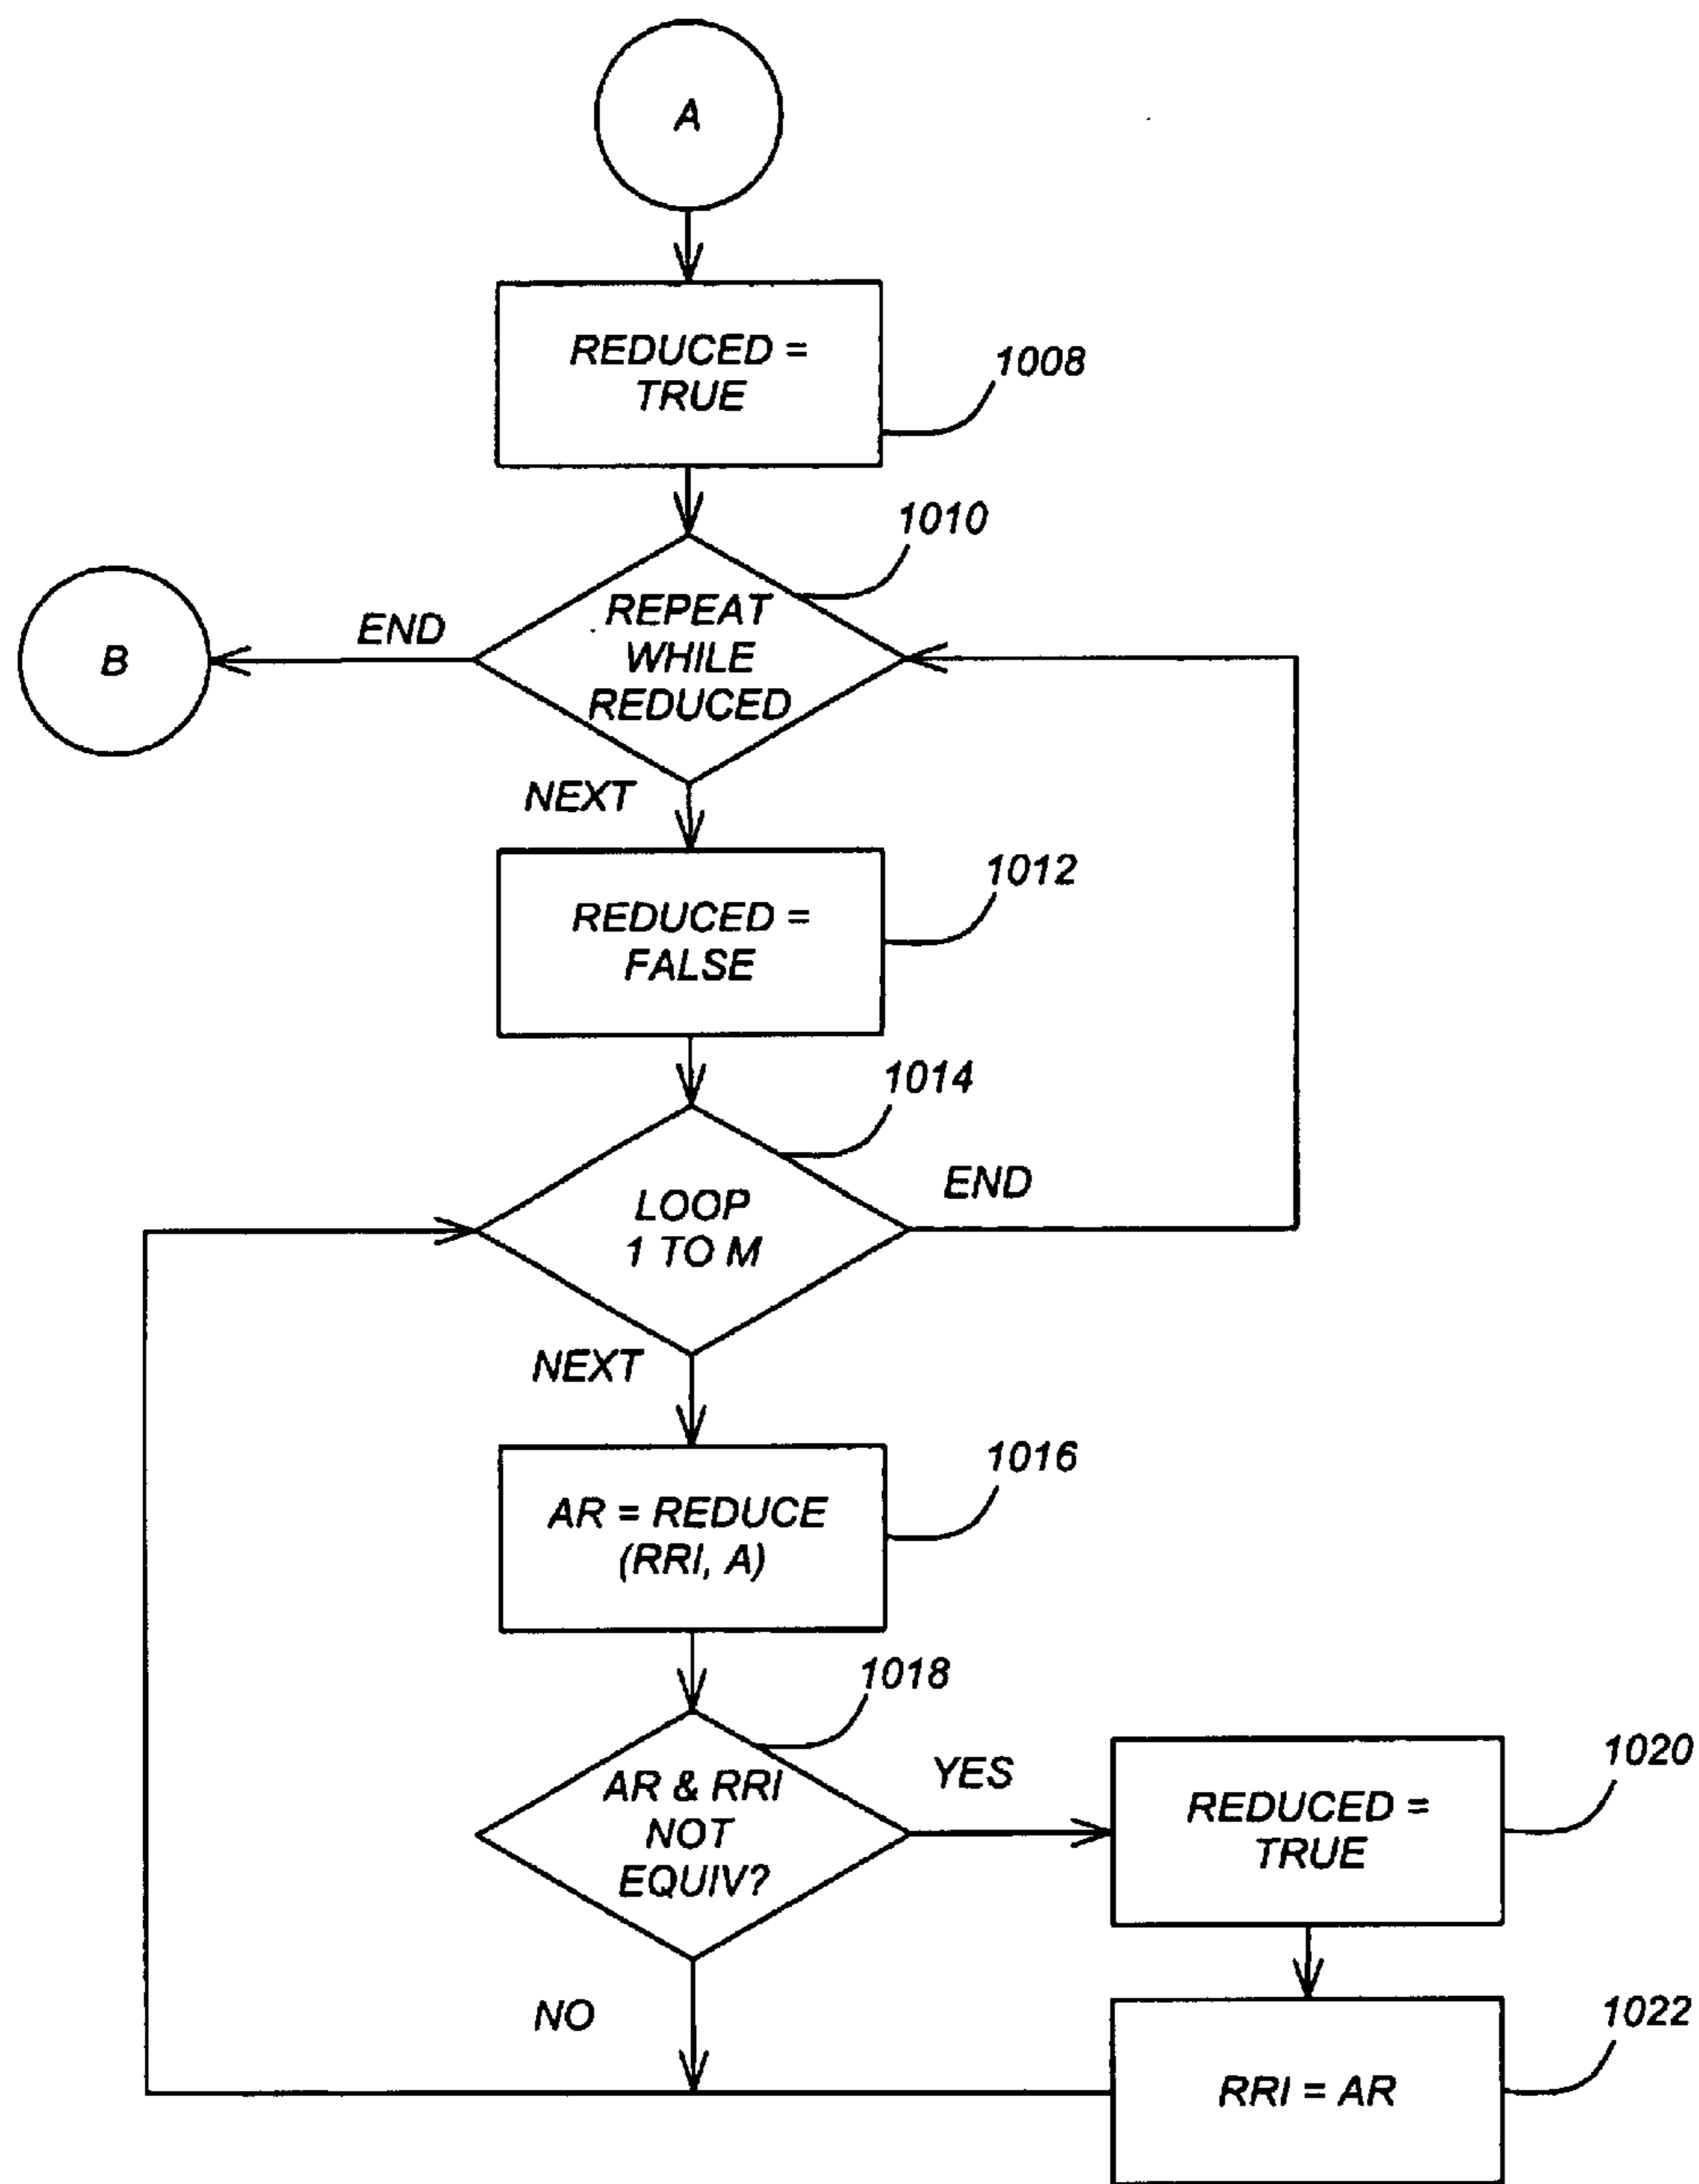 A
REDUCED =
TRUE
1008
1010
REPEAT
WHILE
REDUCED
END
B
NEXT
REDUCED =
FALSE
1012
1014
LOOP
1 TO M
END
NEXT
AR = REDUCE
(RRI, A)
1016
1018
AR & RRI
NOT
EQUIV?
YES
REDUCED =
TRUE
1020
NO
RRI = AR
1022